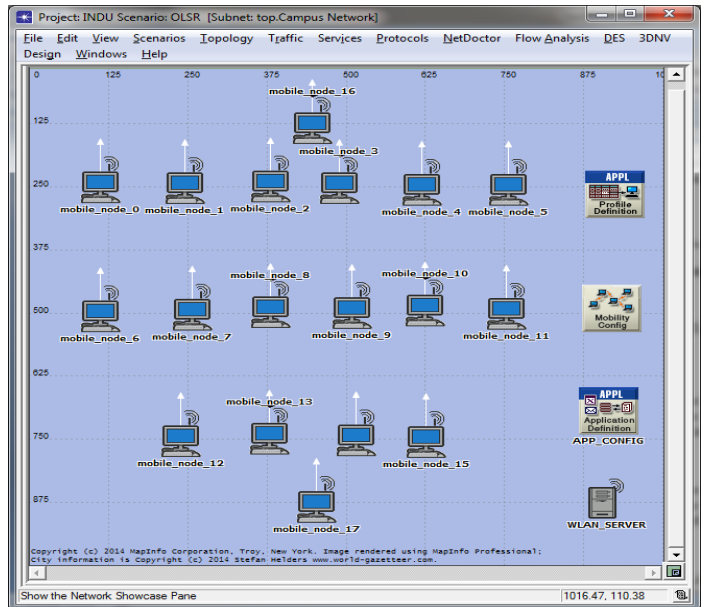 Project: INDU Scenario: OLSR [Subnet: top.Campus Network]
File Edit View Scenarios Topology Traffic Services Protocols NetDoctor Flow Analysis DES 3DNV
Design Windows Help
0 125 250 375 500 625 750 875 10
mobile_node_16
125
mobile_node_3
APPL
Profile
Definition
250
mobile_node_0 mobile_node_1 mobile_node_2 mobile_node_4 mobile_node_5
375
mobile_node_8 mobile_node_10
500
Mobility
Config
mobile_node_6 mobile_node_7 mobile_node_9 mobile_node_11
625
mobile_node_13
APPL
Application
Definition
APP_CONFIG
750
mobile_node_12 mobile_node_15
875
mobile_node_17
WLAN_SERVER
Copyright (c) 2014 MapInfo Corporation, Troy, New York. Image rendered using MapInfo Professional;
City information is Copyright (c) 2014 Stefan Helders www.world-gazetteer.com.
Show the Network Showcase Pane 1016.47, 110.38